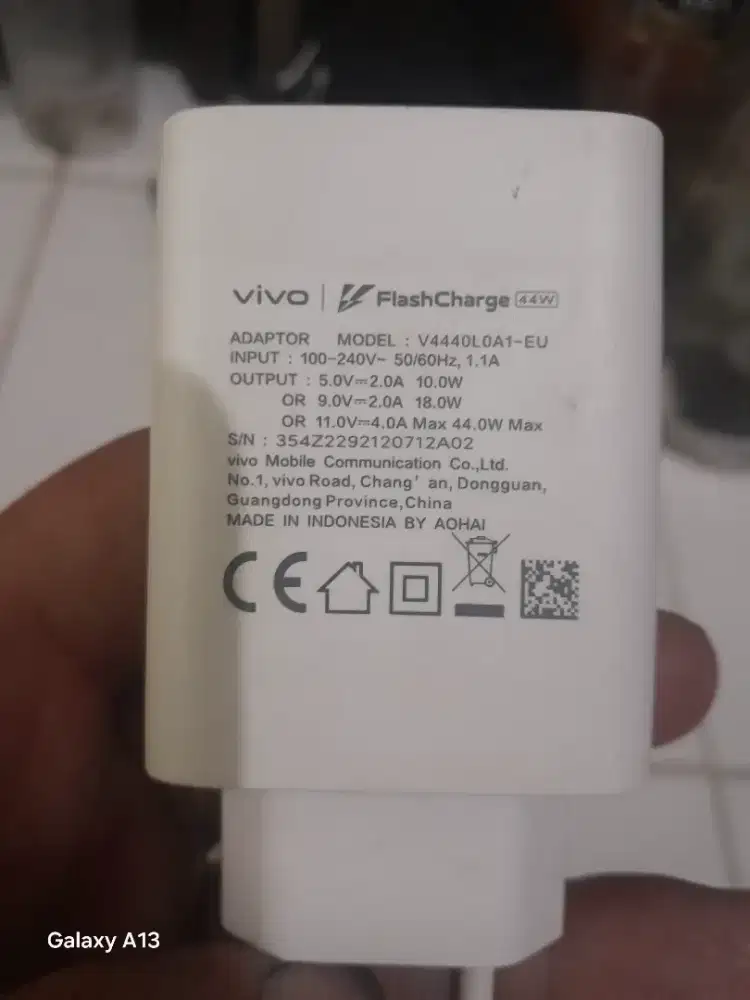 vivo | FlashCharge 44W
ADAPTOR MODEL : V4440L0A1-EU
INPUT : 100-240V~ 50/60Hz, 1.1A
OUTPUT : 5.0V⎓2.0A 10.0W
OR 9.0V⎓2.0A 18.0W
OR 11.0V⎓4.0A Max 44.0W Max
S/N : 354Z2292120712A02
vivo Mobile Communication Co.,Ltd.
No.1, vivo Road, Chang' an, Dongguan,
Guangdong Province,China
MADE IN INDONESIA BY AOHAI
CE
Galaxy A13